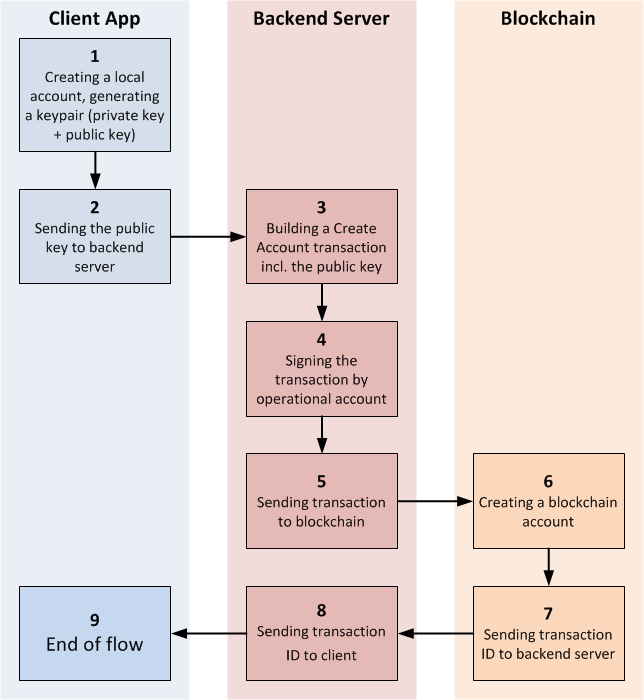 Client App
Backend Server
Blockchain
1
Creating a local
account, generating
a keypair (private key
+ public key)
2
Sending the public
key to backend
server
3
Building a Create
Account transaction
incl. the public key
4
Signing the
transaction by
operational account
5
Sending transaction
to blockchain
6
Creating a blockchain
account
7
Sending transaction
ID to backend server
8
Sending transaction
ID to client
9
End of flow